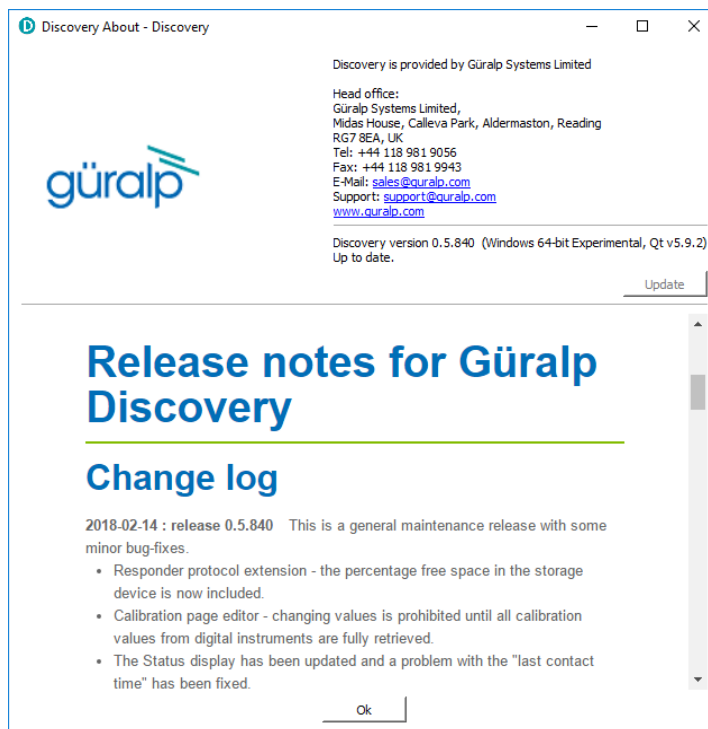 Discovery About - Discovery
güralp
Discovery is provided by Güralp Systems Limited
Head office:
Güralp Systems Limited,
Midas House, Calleva Park, Aldermaston, Reading
RG7 8EA, UK
Tel: +44 118 981 9056
Fax: +44 118 981 9943
E-Mail: sales@guralp.com
Support: support@guralp.com
www.guralp.com
Discovery version 0.5.840 (Windows 64-bit Experimental, Qt v5.9.2)
Up to date.
Update
Release notes for Güralp
Discovery
Change log
2018-02-14 : release 0.5.840 This is a general maintenance release with some
minor bug-fixes.
• Responder protocol extension - the percentage free space in the storage
device is now included.
• Calibration page editor - changing values is prohibited until all calibration
values from digital instruments are fully retrieved.
• The Status display has been updated and a problem with the "last contact
time" has been fixed.
Ok